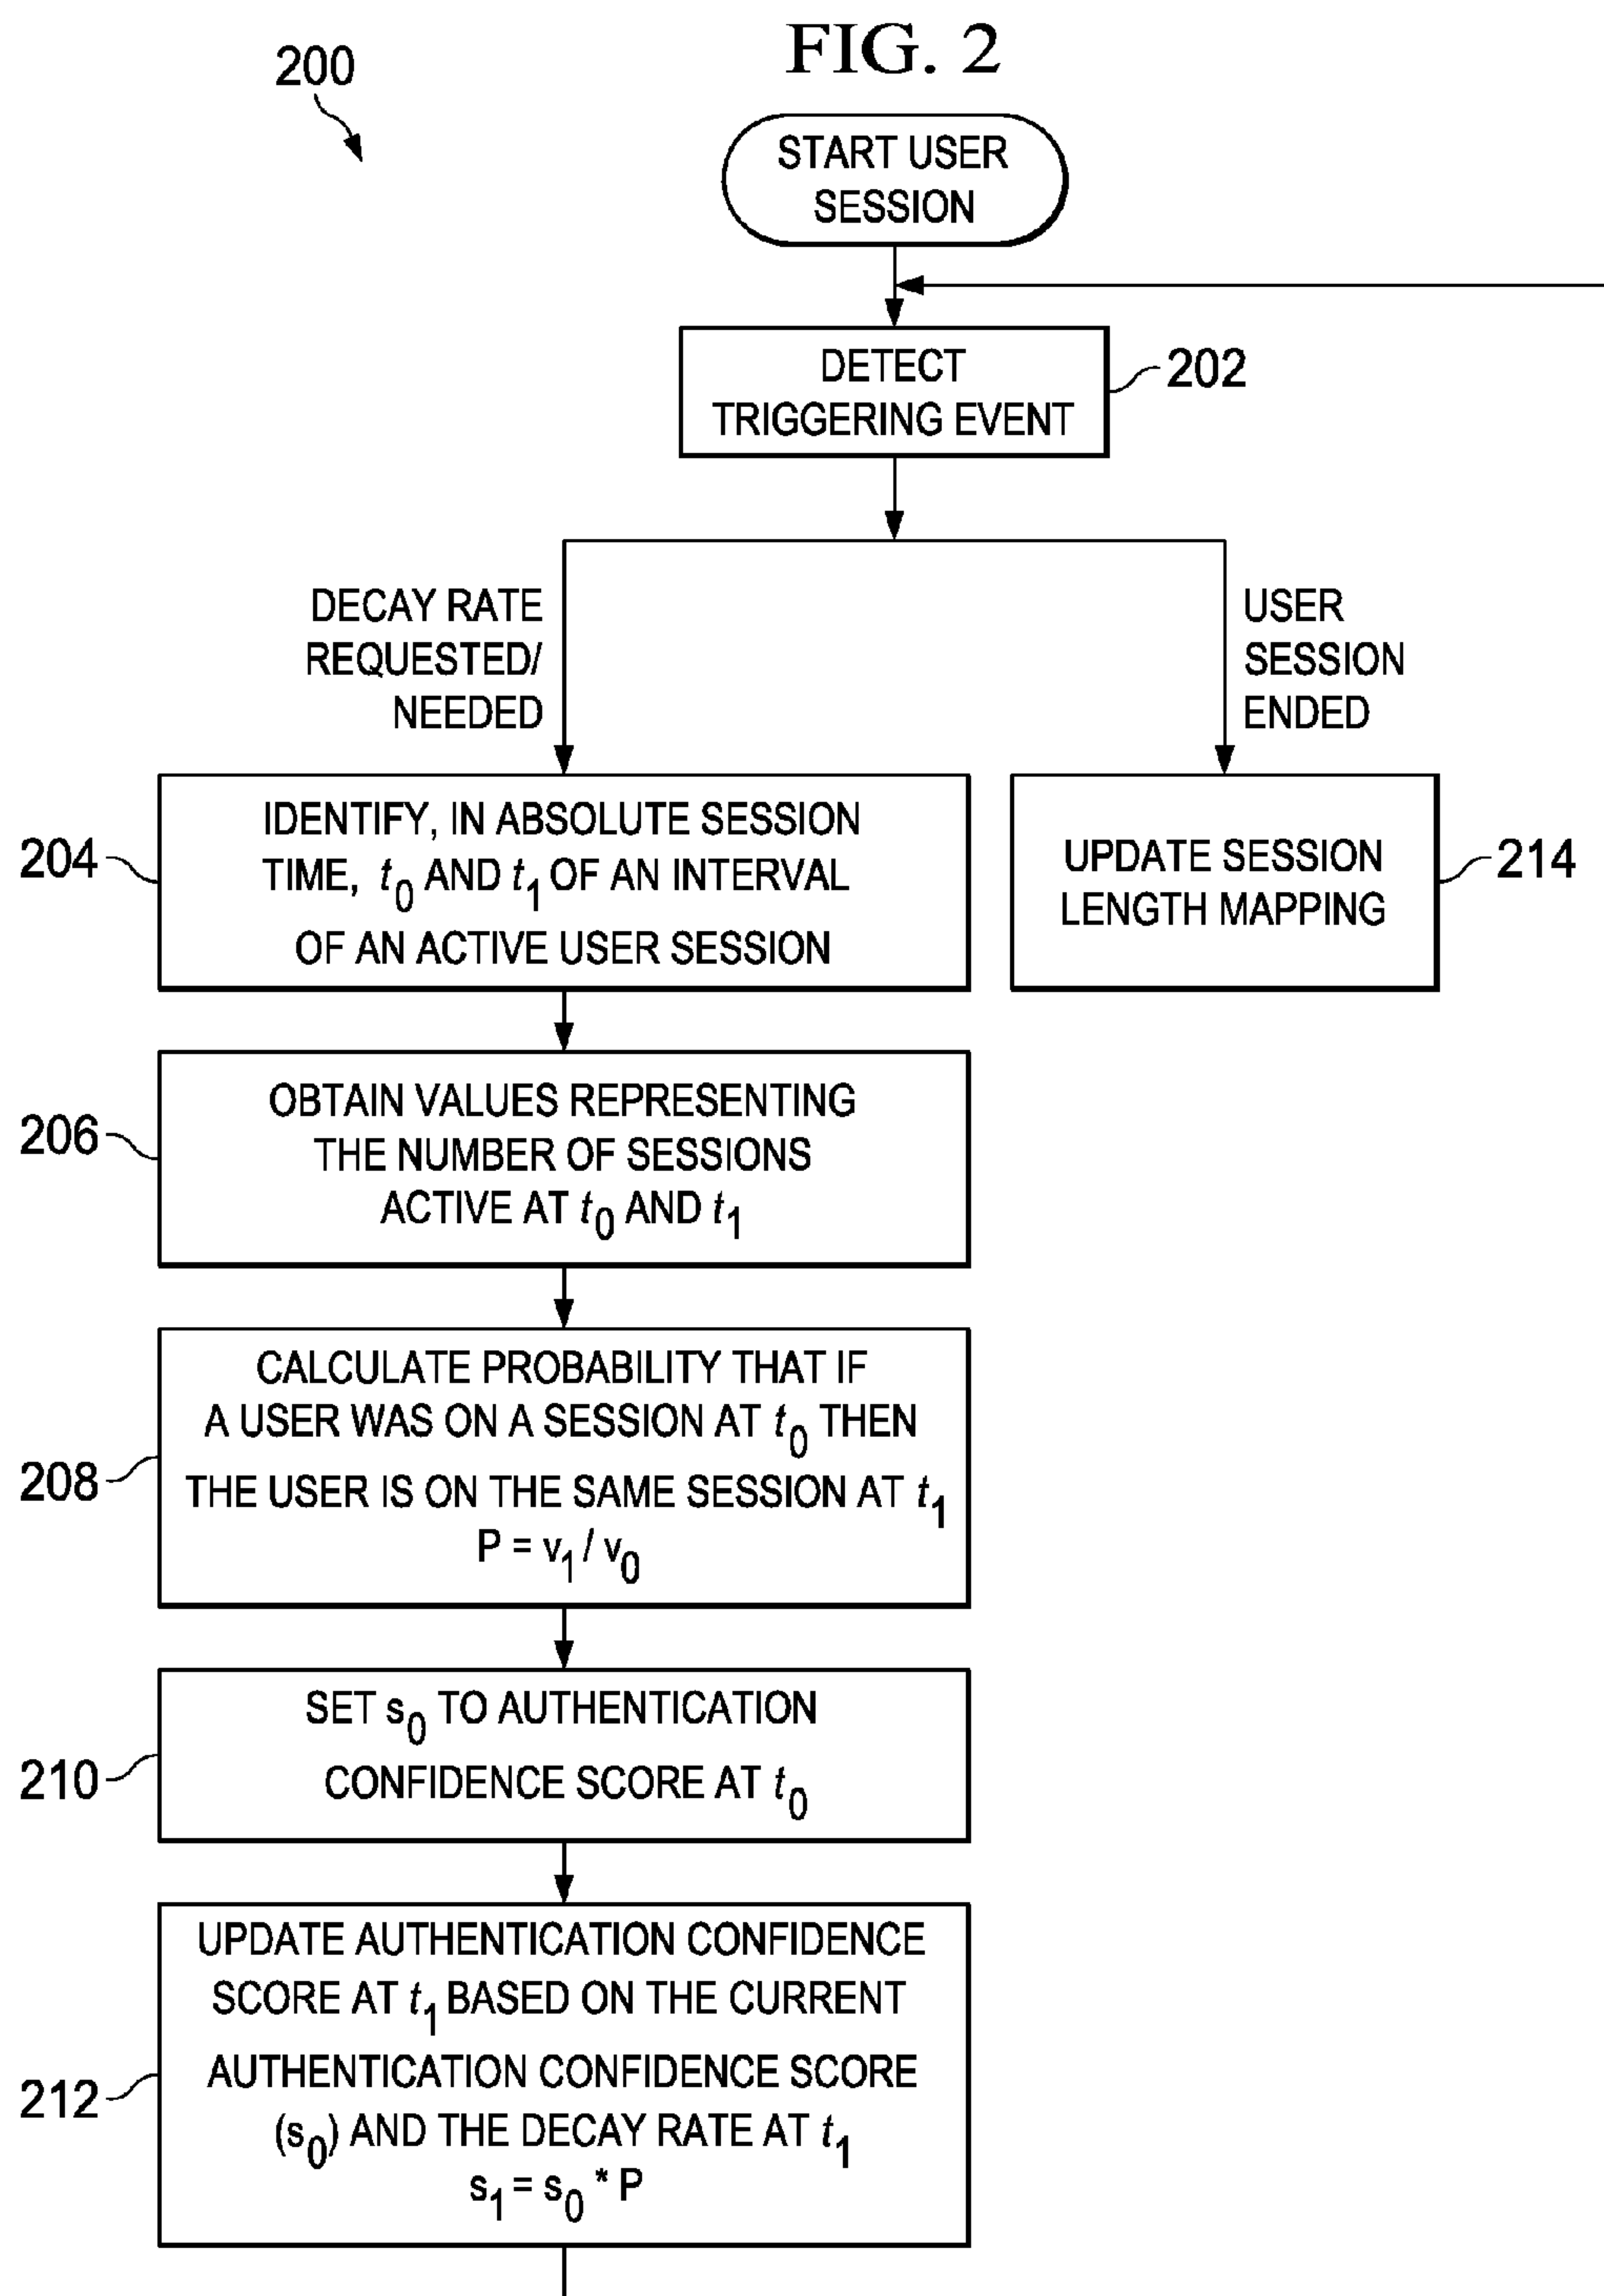 FIG. 2
200
START USER
SESSION
DETECT
TRIGGERING EVENT
202
DECAY RATE
REQUESTED/
NEEDED
USER
SESSION
ENDED
204
IDENTIFY, IN ABSOLUTE SESSION
TIME, t₀ AND t₁ OF AN INTERVAL
OF AN ACTIVE USER SESSION
UPDATE SESSION
LENGTH MAPPING
214
206
OBTAIN VALUES REPRESENTING
THE NUMBER OF SESSIONS
ACTIVE AT t₀ AND t₁
208
CALCULATE PROBABILITY THAT IF
A USER WAS ON A SESSION AT t₀ THEN
THE USER IS ON THE SAME SESSION AT t₁
P = v₁ / v₀
210
SET s₀ TO AUTHENTICATION
CONFIDENCE SCORE AT t₀
212
UPDATE AUTHENTICATION CONFIDENCE
SCORE AT t₁ BASED ON THE CURRENT
AUTHENTICATION CONFIDENCE SCORE
(s₀) AND THE DECAY RATE AT t₁
s₁ = s₀ * P